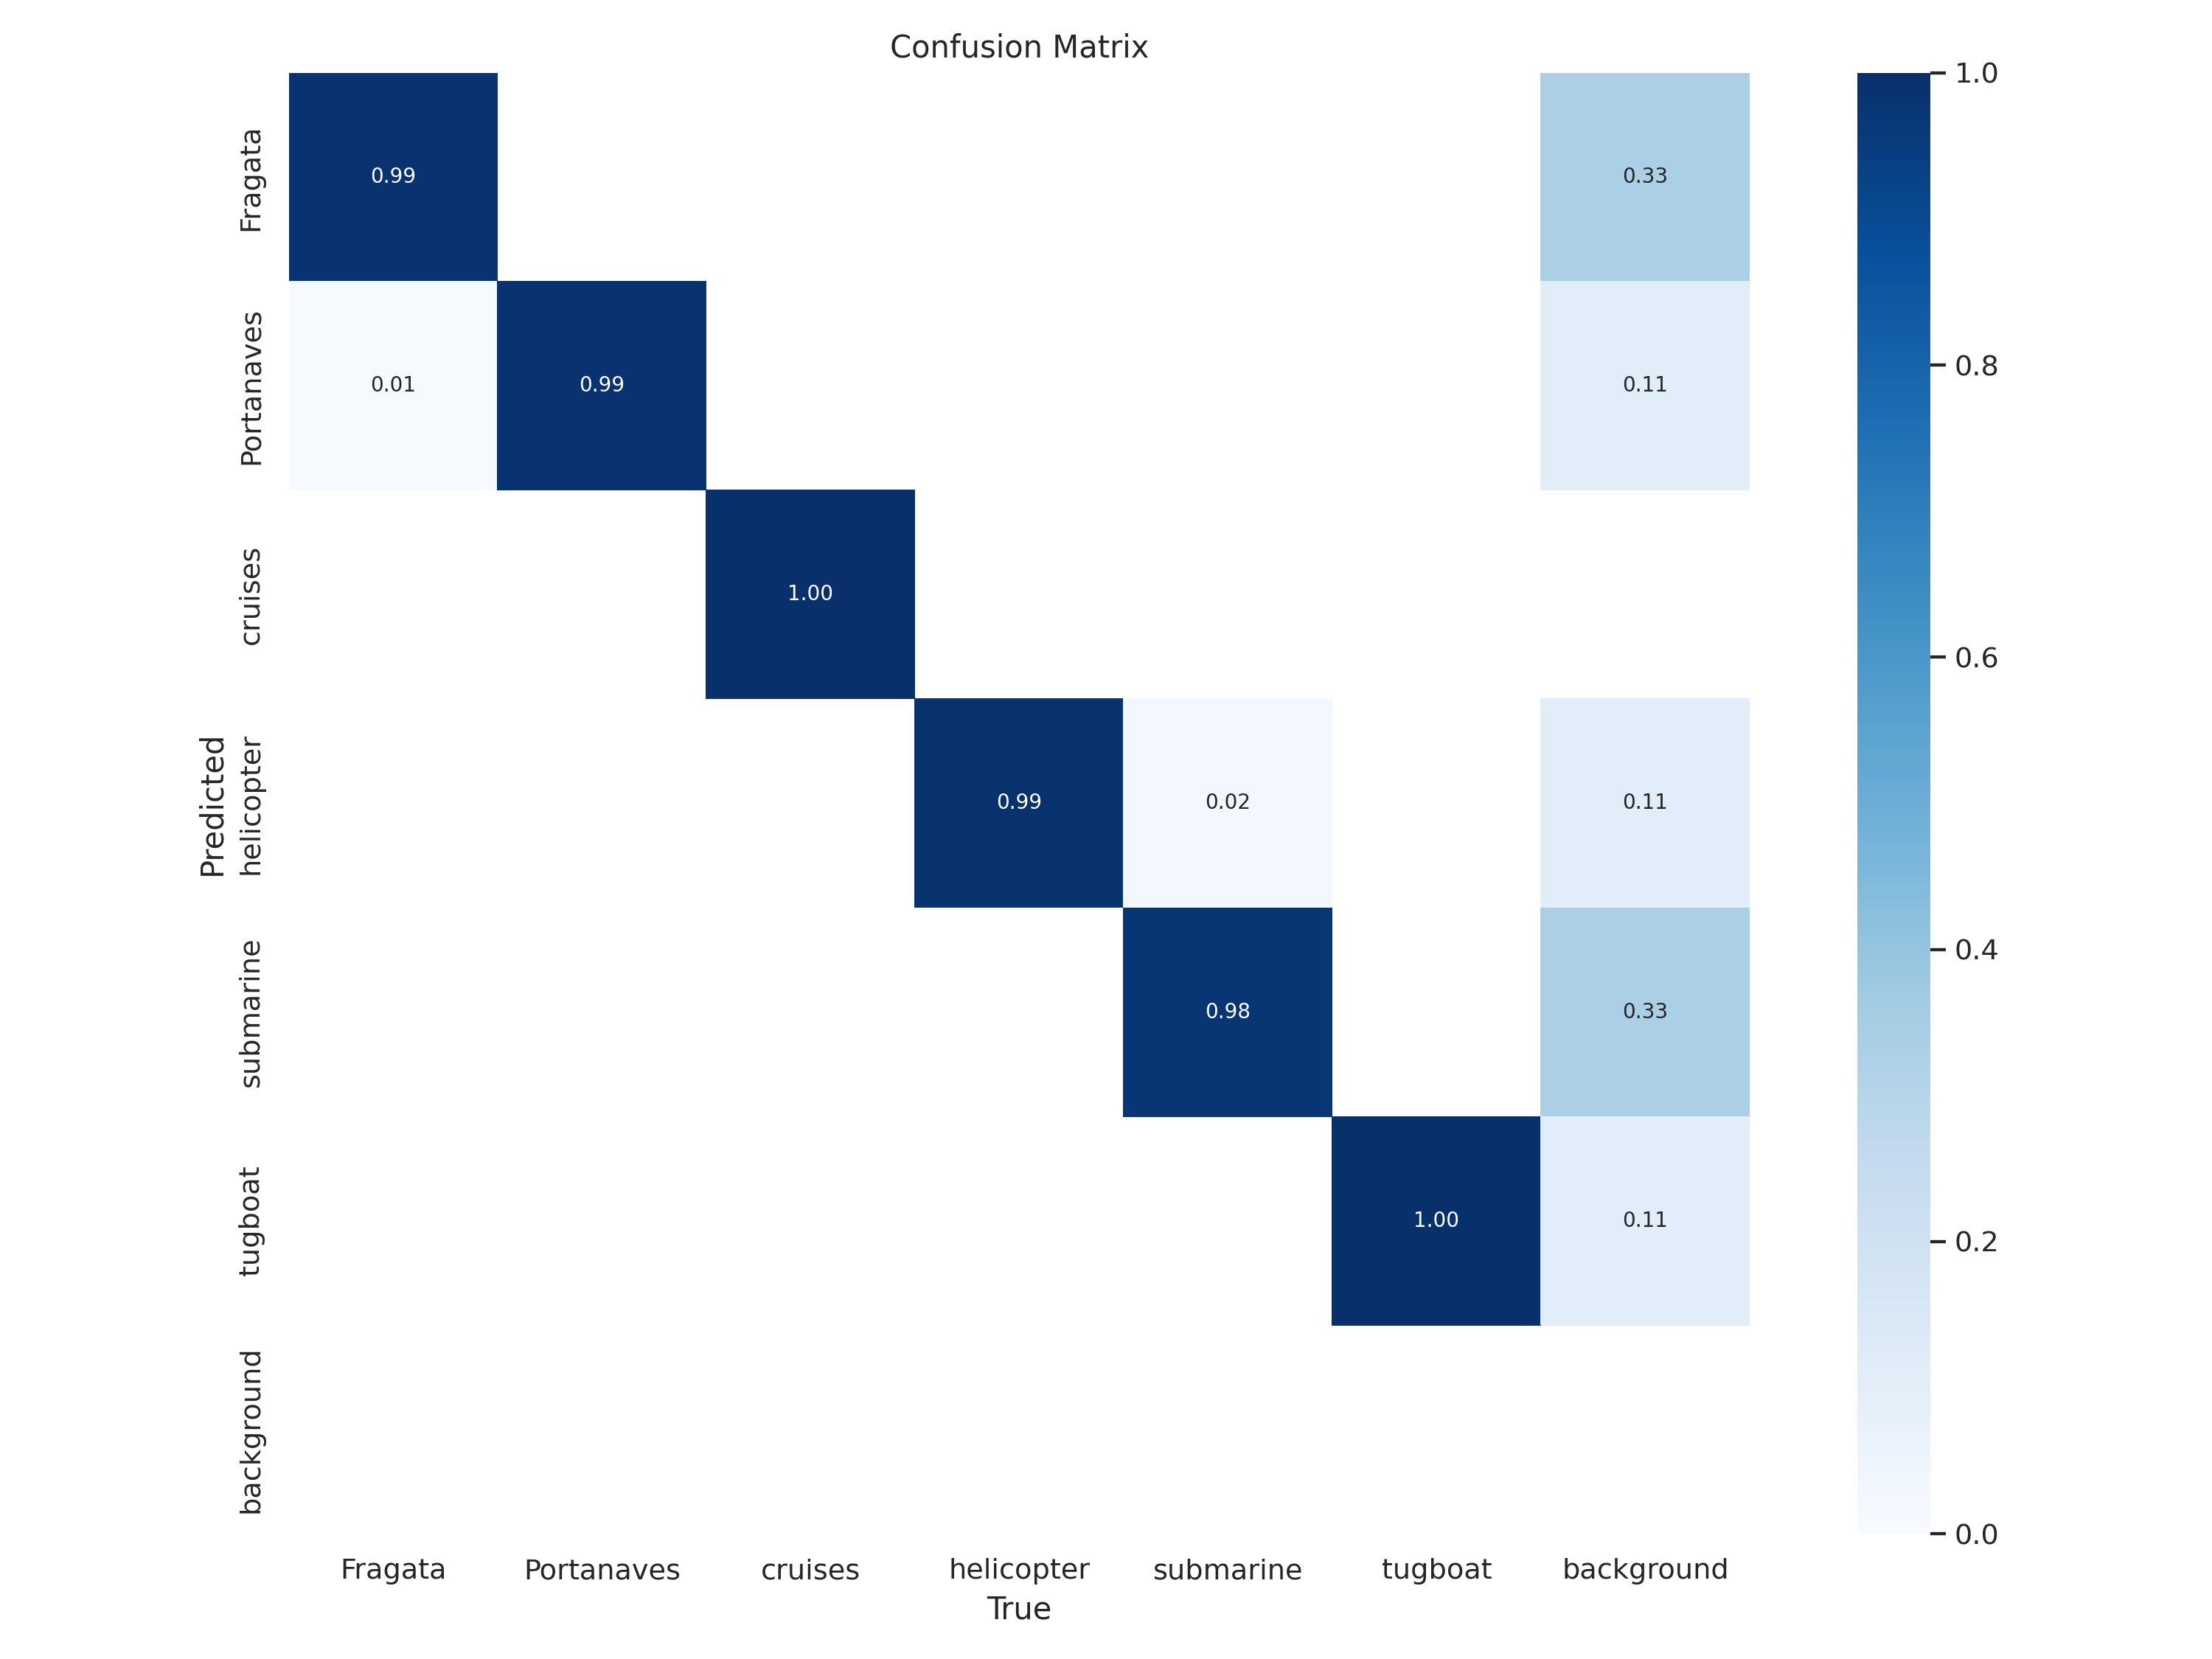 Confusion Matrix
Fragata
0.99
0.33
1.0
Portanaves
0.01
0.99
0.11
0.8
cruises
1.00
0.6
Predicted
helicopter
0.99
0.02
0.11
submarine
0.98
0.33
0.4
tugboat
1.00
0.11
0.2
background
0.0
Fragata Portanaves cruises helicopter submarine tugboat background
True